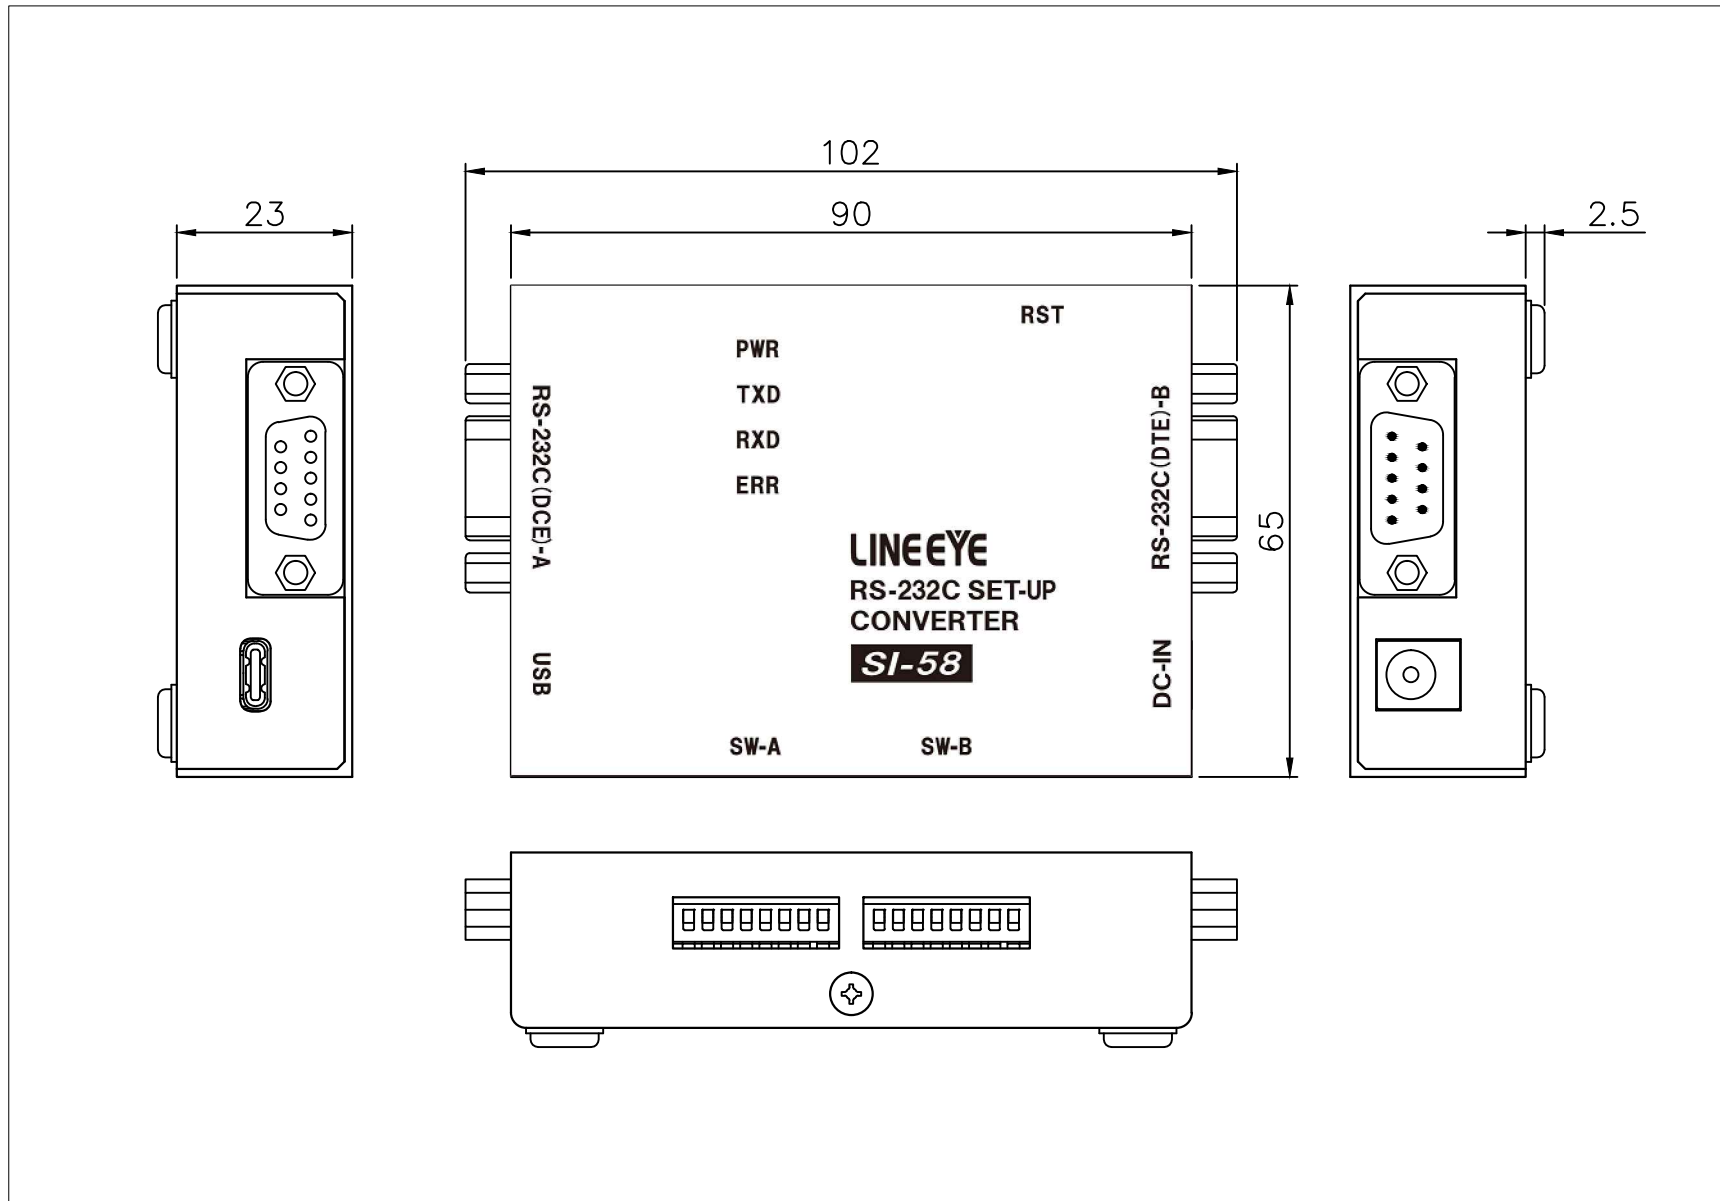 102
23
90
2.5
RST
PWR
TXD
RXD
ERR
RS-232C(DCE)-A
RS-232C(DTE)-B
65
LINEEYE
RS-232C SET-UP
CONVERTER
SI-58
USB
DC-IN
SW-A SW-B